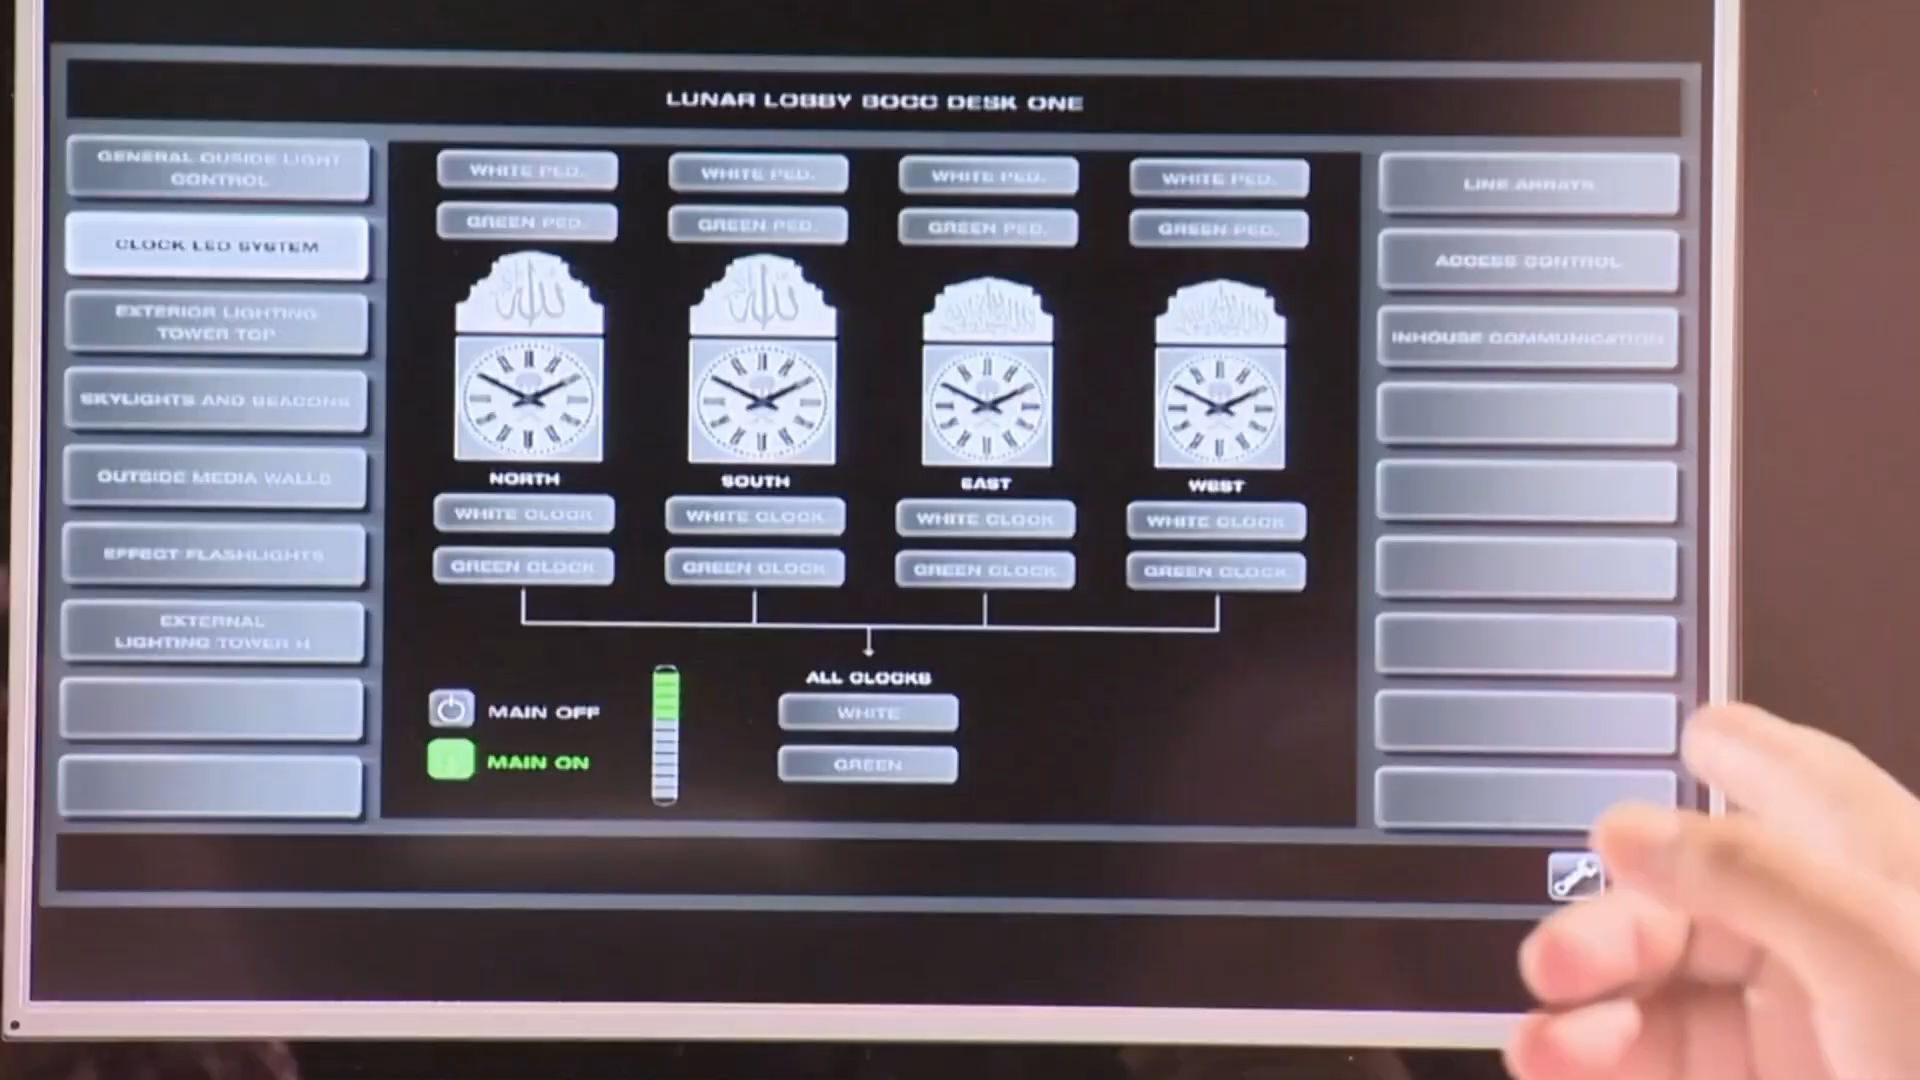 LUNAR LOBBY BOCC DESK ONE
GENERAL OUSIDE LIGHT
CONTROL
CLOCK LED SYSTEM
EXTERIOR LIGHTING
TOWER TOP
SKYLIGHTS AND BEACONS
OUTSIDE MEDIA WALLS
EFFECT FLASHLIGHTS
EXTERNAL
LIGHTING TOWER H
WHITE PED. WHITE PED. WHITE PED. WHITE PED.
GREEN PED. GREEN PED. GREEN PED. GREEN PED.
الله الله
NORTH SOUTH EAST WEST
WHITE CLOCK WHITE CLOCK WHITE CLOCK WHITE CLOCK
GREEN CLOCK GREEN CLOCK GREEN CLOCK GREEN CLOCK
ALL CLOCKS
MAIN OFF WHITE
MAIN ON GREEN
LINE ARRAYS
ACCESS CONTROL
INHOUSE COMMUNICATION